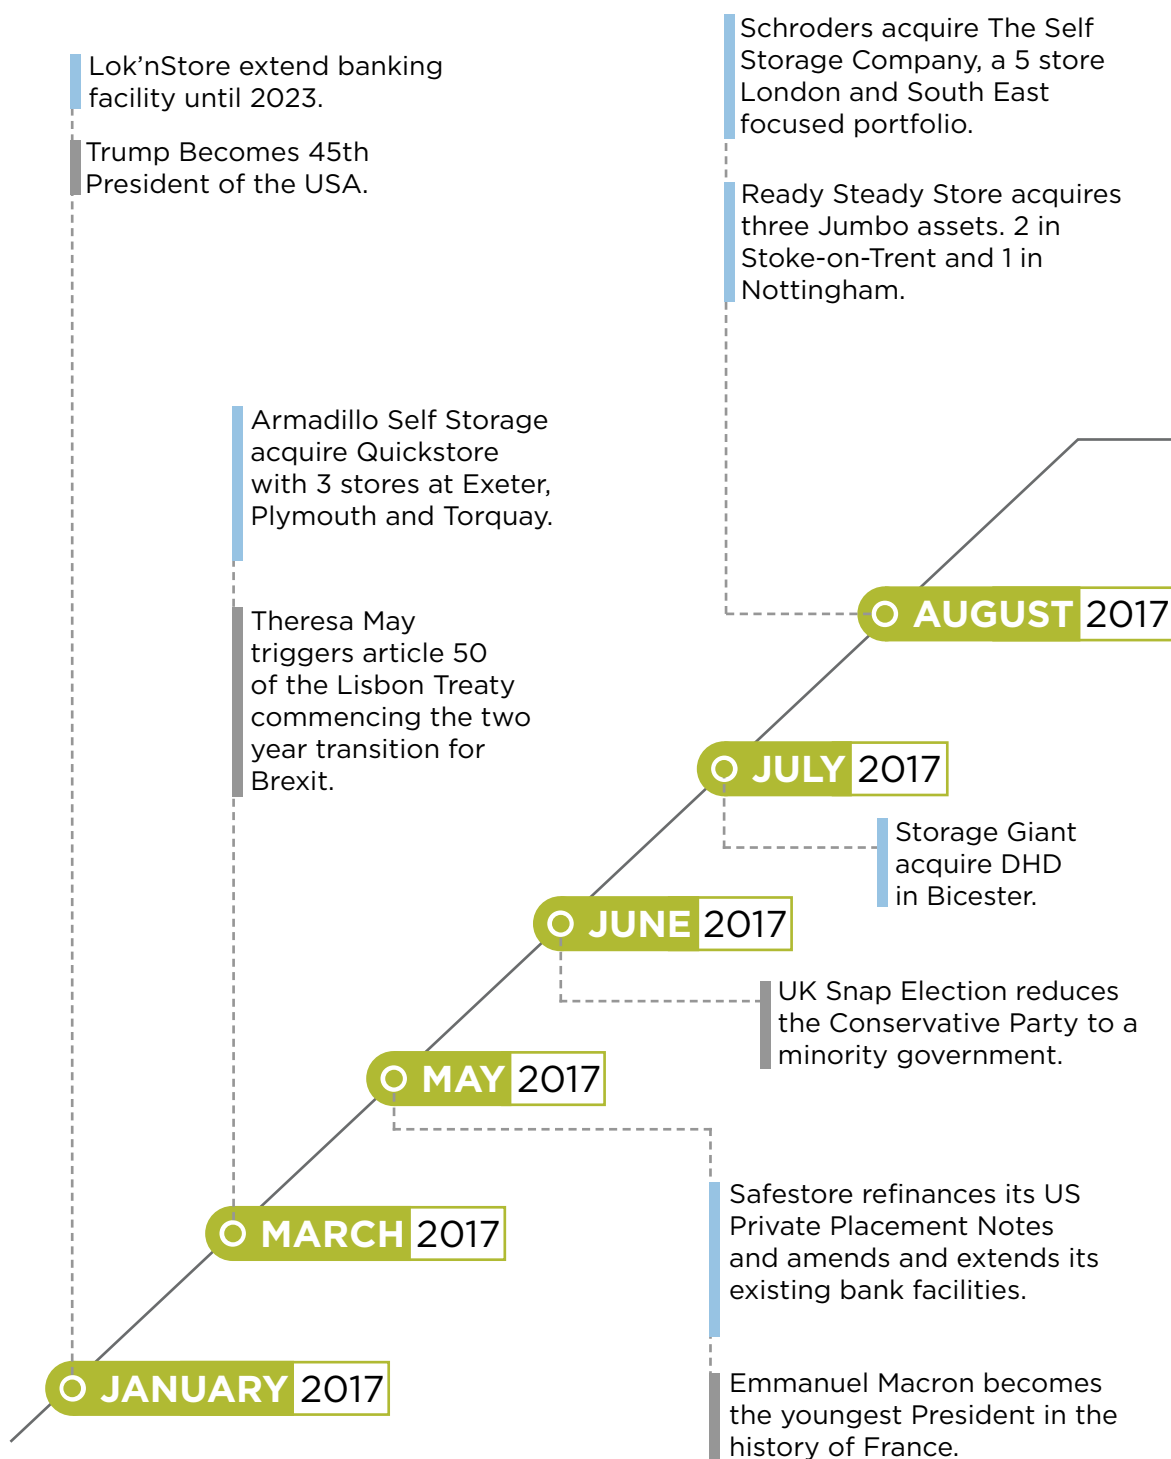 Lok’nStore extend banking
facility until 2023.
Trump Becomes 45th
President of the USA.
Schroders acquire The Self
Storage Company, a 5 store
London and South East
focused portfolio.
Ready Steady Store acquires
three Jumbo assets. 2 in
Stoke-on-Trent and 1 in
Nottingham.
Armadillo Self Storage
acquire Quickstore
with 3 stores at Exeter,
Plymouth and Torquay.
Theresa May
triggers article 50
of the Lisbon Treaty
commencing the two
year transition for
Brexit.
AUGUST 2017
JULY 2017
Storage Giant
acquire DHD
in Bicester.
JUNE 2017
UK Snap Election reduces
the Conservative Party to a
minority government.
MAY 2017
Safestore refinances its US
Private Placement Notes
and amends and extends its
existing bank facilities.
MARCH 2017
Emmanuel Macron becomes
the youngest President in the
history of France.
JANUARY 2017